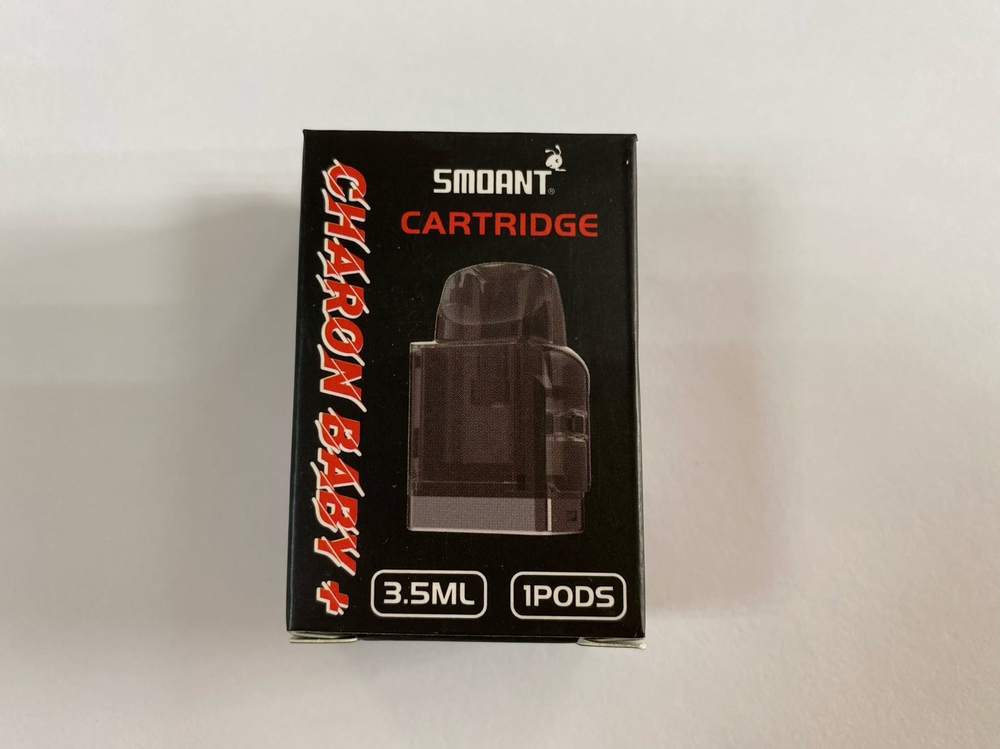 SMOANT®
CARTRIDGE
CHARON BABY +
3.5ML
1PODS